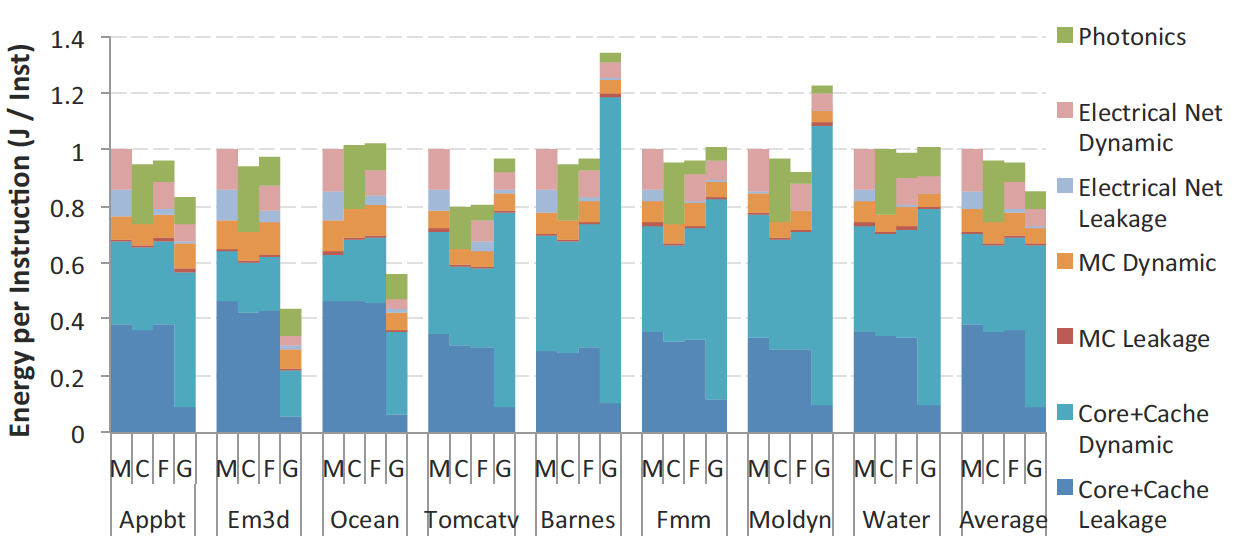 Energy per Instruction (J / Inst)
1.4
1.2
1
0.8
0.6
0.4
0.2
0
M C F G M C F G M C F G M C F G M C F G M C F G M C F G M C F G M C F G
Appbt Em3d Ocean Tomcatv Barnes Fmm Moldyn Water Average
Photonics
Electrical Net
Dynamic
Electrical Net
Leakage
MC Dynamic
MC Leakage
Core+Cache
Dynamic
Core+Cache
Leakage